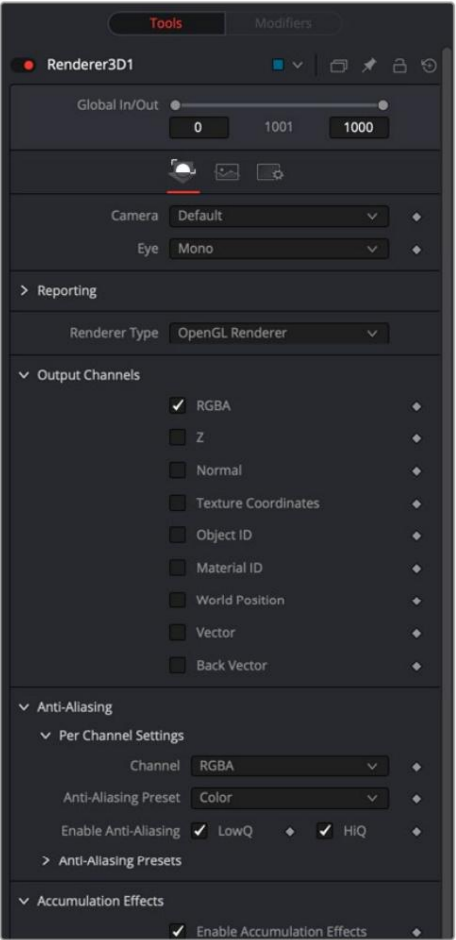 Tools Modifiers
Renderer3D1
Global In/Out
0 1001 1000
Camera Default
Eye Mono
Reporting
Renderer Type OpenGL Renderer
Output Channels
RGBA
Z
Normal
Texture Coordinates
Object ID
Material ID
World Position
Vector
Back Vector
Anti-Aliasing
Per Channel Settings
Channel RGBA
Anti-Aliasing Preset Color
Enable Anti-Aliasing LowQ HiQ
Anti-Aliasing Presets
Accumulation Effects
Enable Accumulation Effects